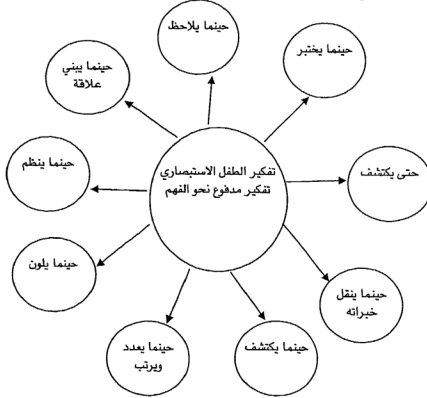 حينما يلاحظ
حينما يختبر
حينما يبني
علاقة
تفكير الطفل الاستبصاري
تفكير مدفوع نحو الفهم
حتى يكتشف
حينما ينظم
حينما ينقل
خبراته
حينما يلون
حينما يكتشف
حينما يعدد
ويرتب